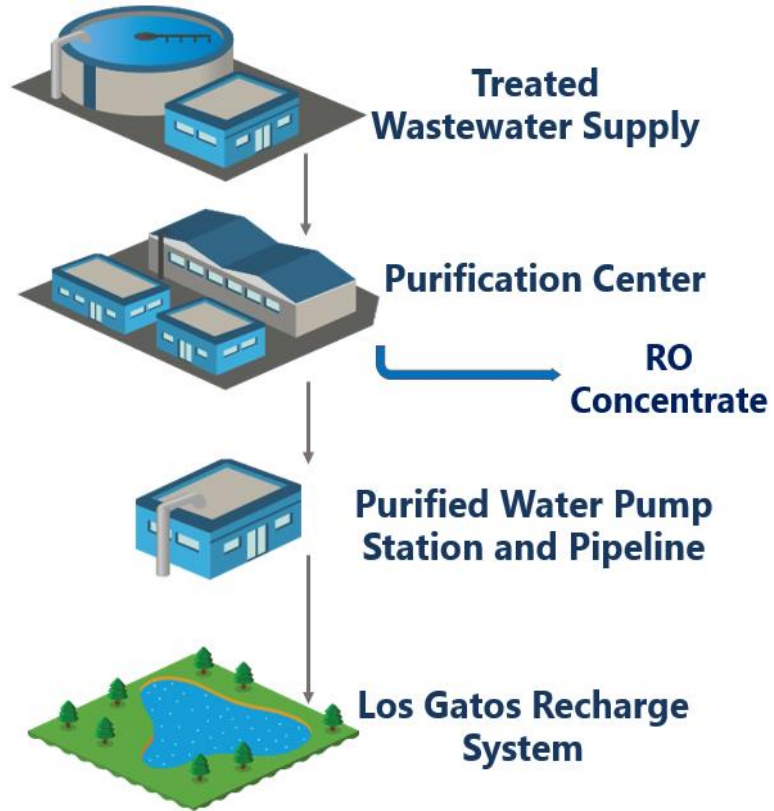 Treated
Wastewater Supply
Purification Center
RO
Concentrate
Purified Water Pump
Station and Pipeline
Los Gatos Recharge
System